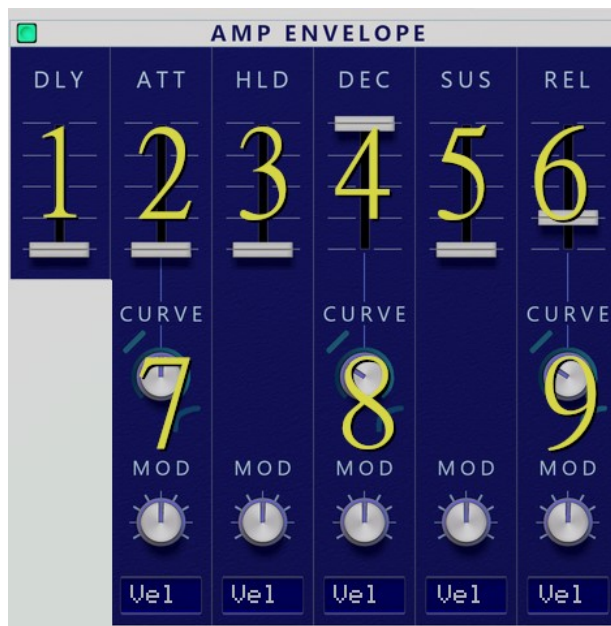 AMP ENVELOPE
DLY ATT HLD DEC SUS REL
1 2 3 4 5 6
CURVE CURVE CURVE
7 8 9
MOD MOD MOD MOD MOD
Vel Vel Vel Vel Vel